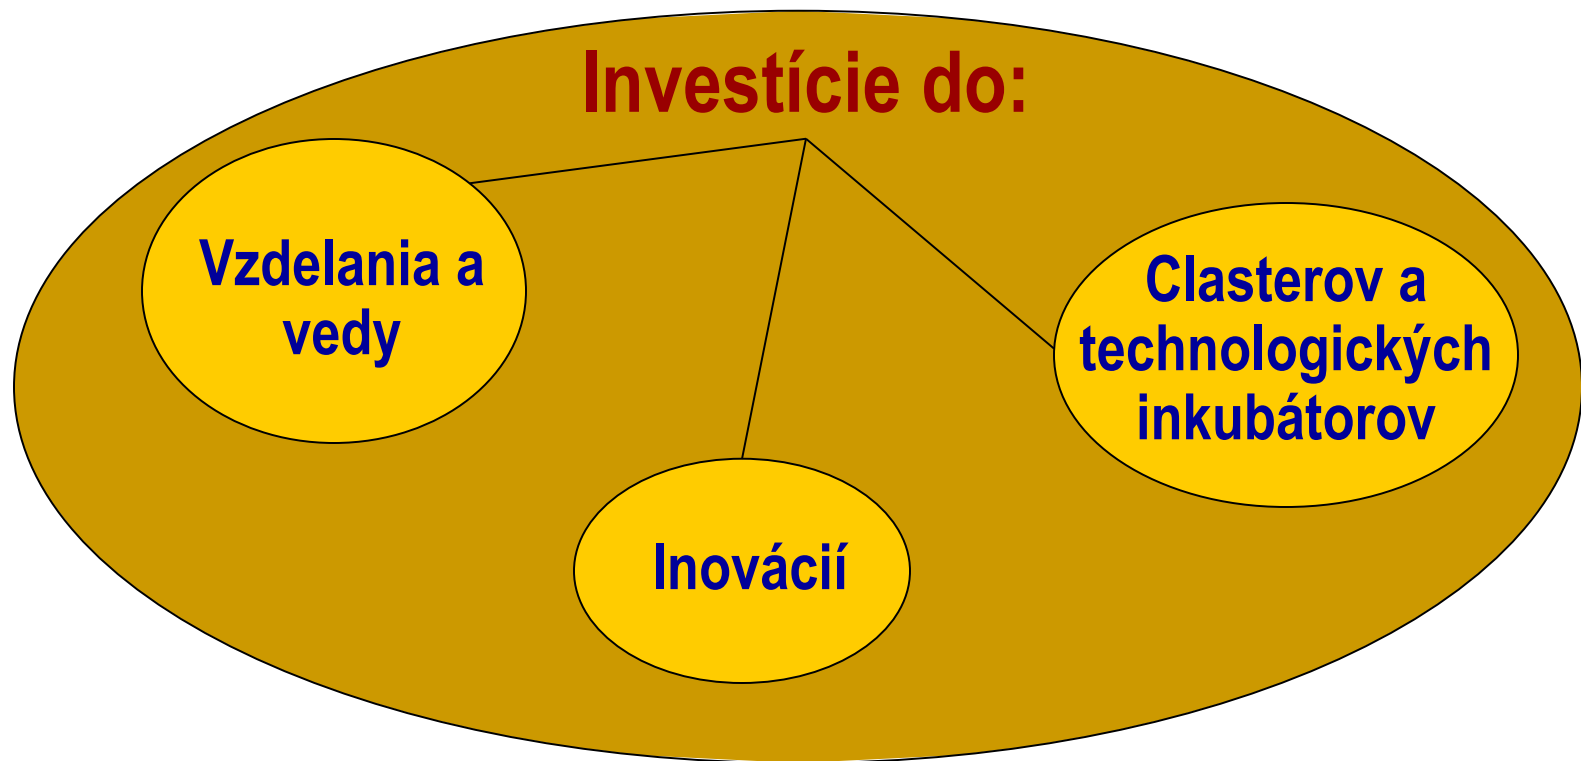 Investície do:
Vzdelania a
vedy
Clasterov a
technologických
inkubátorov
Inovácií